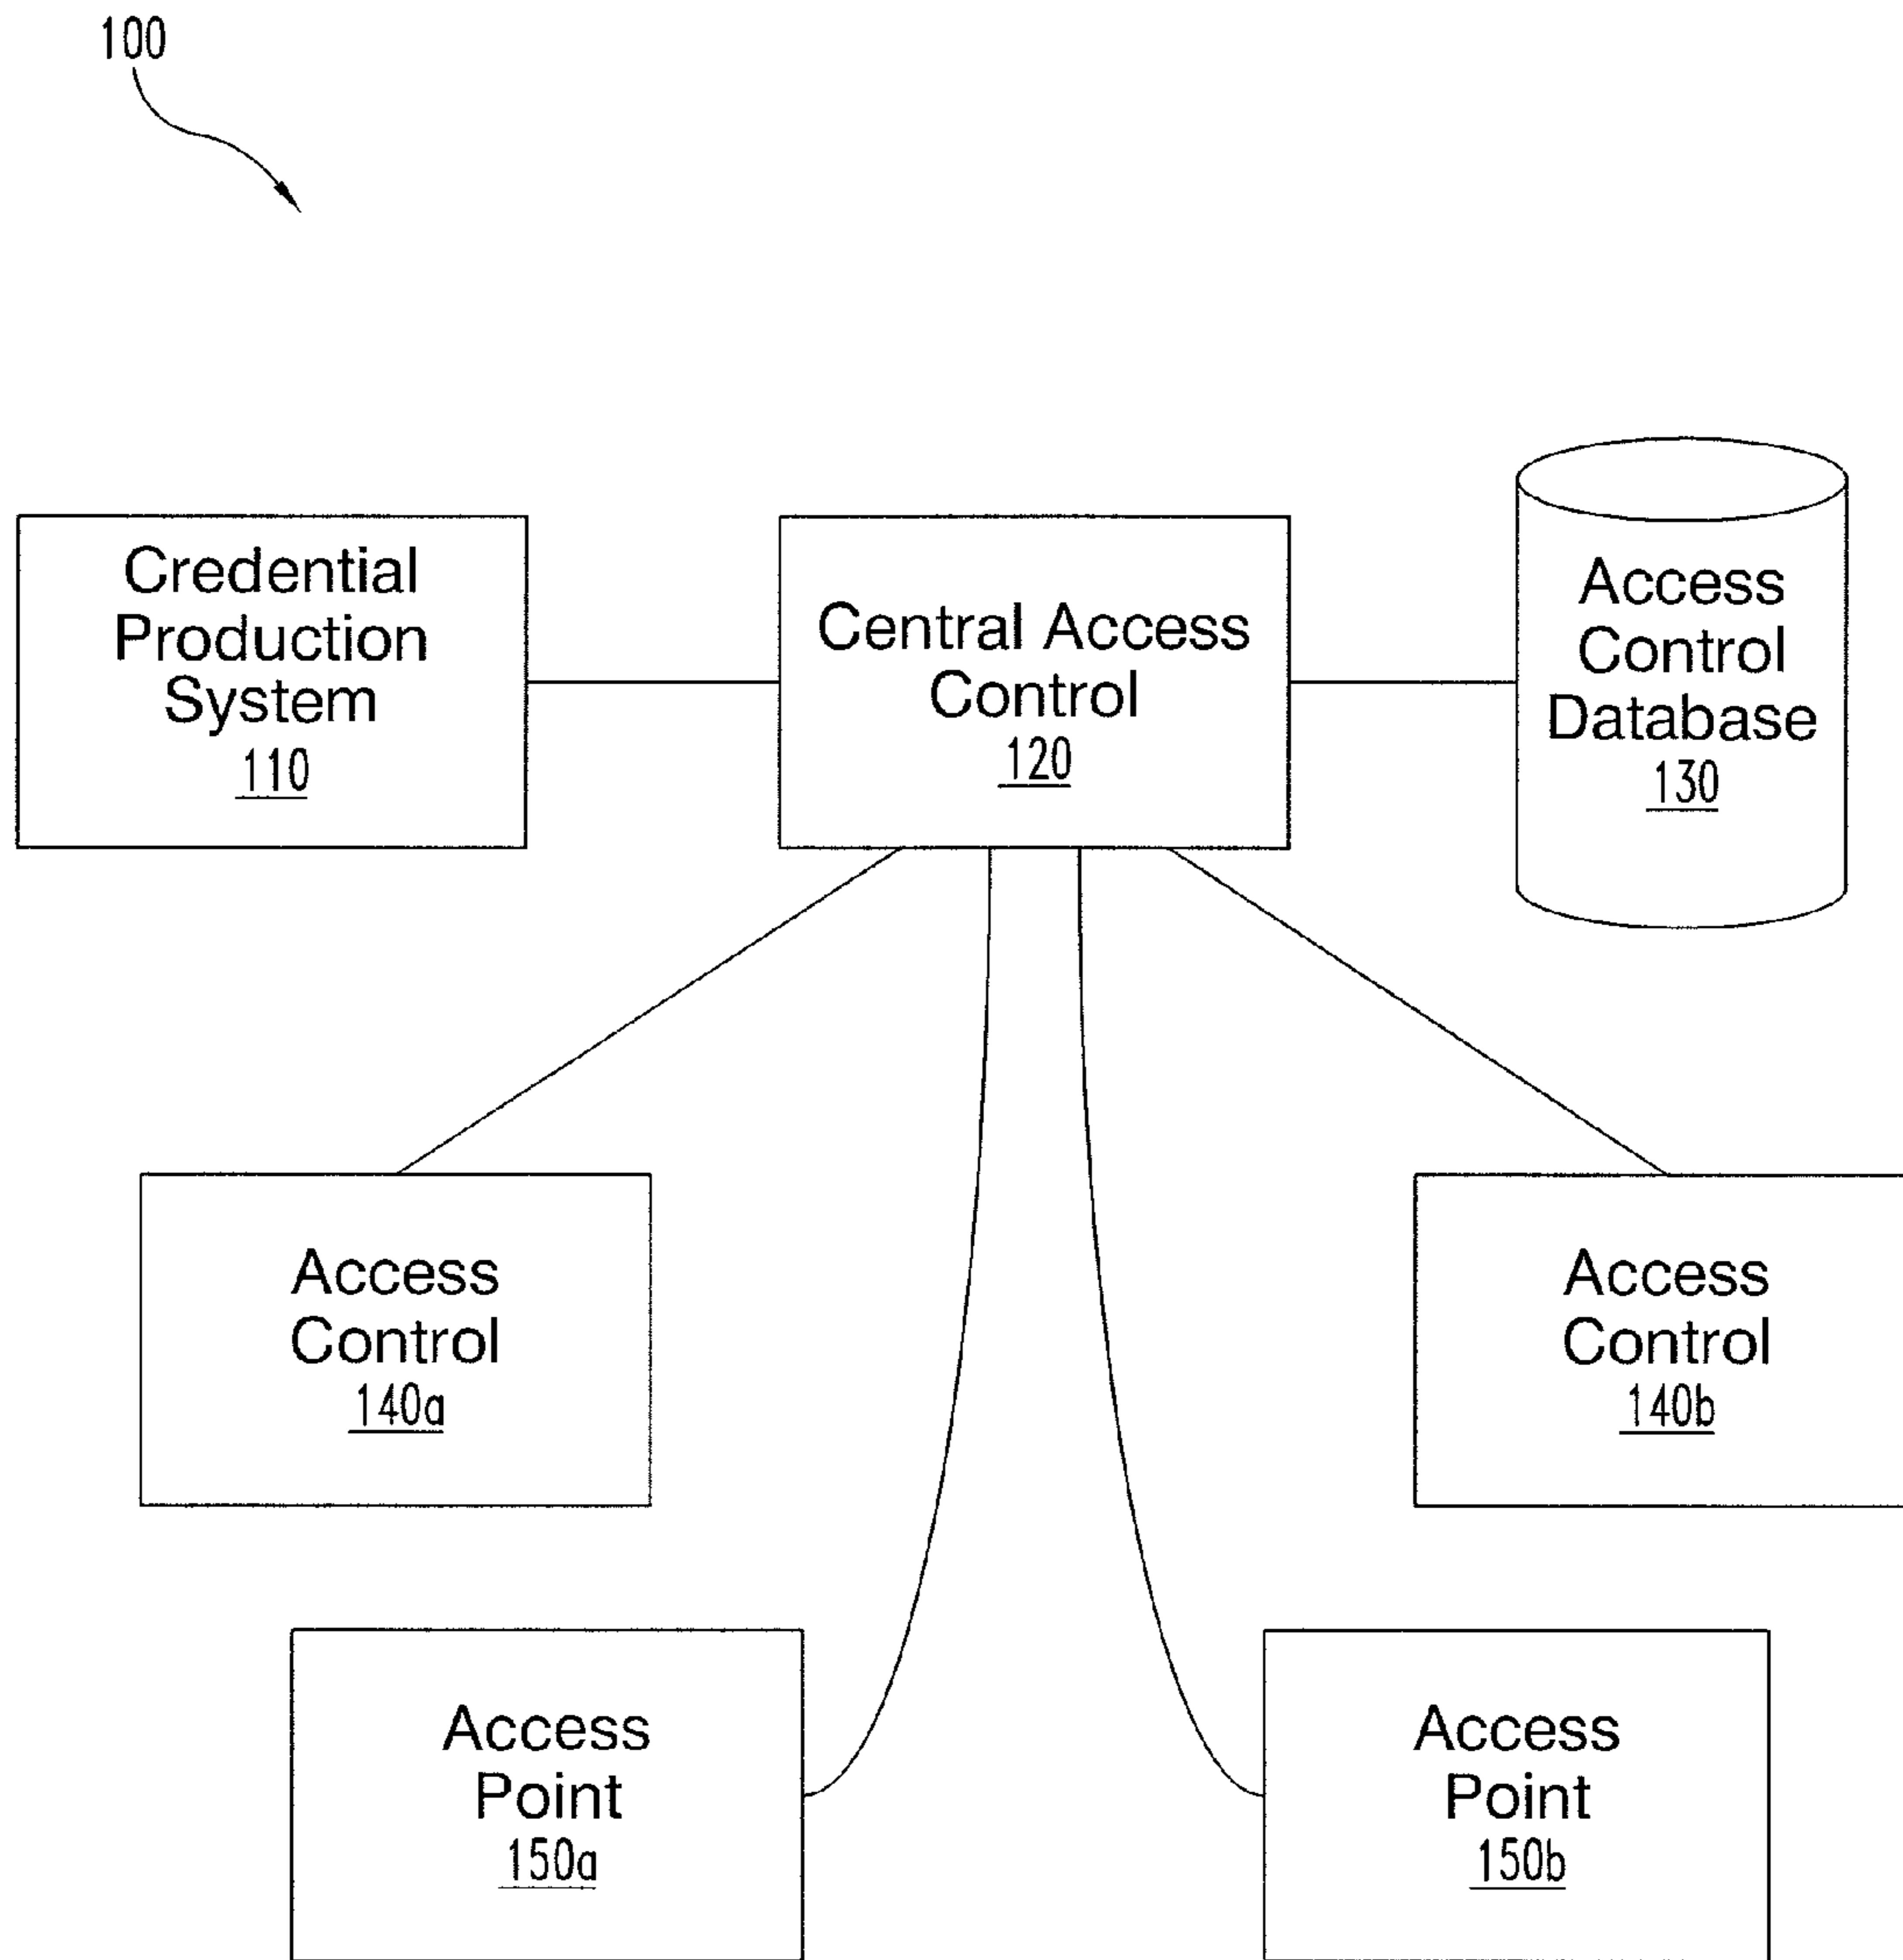 100
Credential
Production
System
110
Central Access
Control
120
Access
Control
Database
130
Access
Control
140a
Access
Control
140b
Access
Point
150a
Access
Point
150b